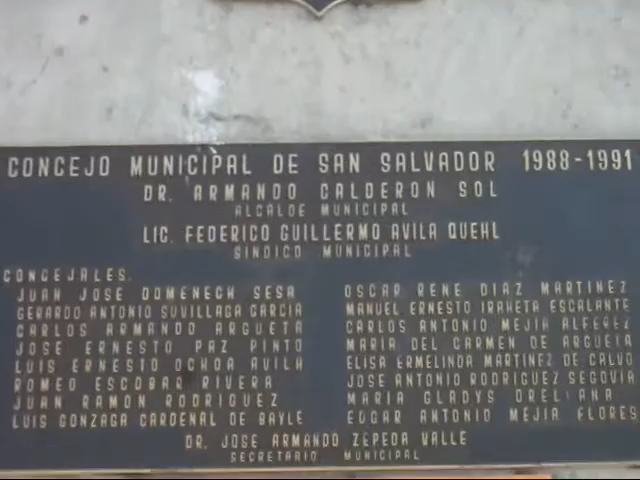 CONCEJO MUNICIPAL DE SAN SALVADOR 1988-1991
DR. ARMANDO CALDERON SOL
ALCALDE MUNICIPAL
LIC. FEDERICO GUILLERMO AVILA QUEHL
SINDICO MUNICIPAL
CONCEJALES.
JUAN JOSE DOMENECH SESA
GERARDO ANTONIO SUVILLAGA GARCIA
CARLOS ARMANDO ARGUETA
JOSE ERNESTO PAZ PINTO
LUIS ERNESTO OCHOA AVILA
ROMEO ESCOBAR RIVERA
JUAN RAMON RODRIGUEZ
LUIS GONZAGA CARDENAL DE BAYLE
OSCAR RENE DIAZ MARTINEZ
MANUEL ERNESTO IRAHETA ESCALANTE
CARLOS ANTONIO MEJIA ALFEREZ
MARIA DEL CARMEN DE ARGUETA
ELISA ERMELINDA MARTINEZ DE CALVO
JOSE ANTONIO RODRIGUEZ SEGOVIA
MARIA GLADYS ORELLANA
EDGAR ANTONIO MEJIA FLORES
DR. JOSE ARMANDO ZEPEDA VALLE
SECRETARIO MUNICIPAL